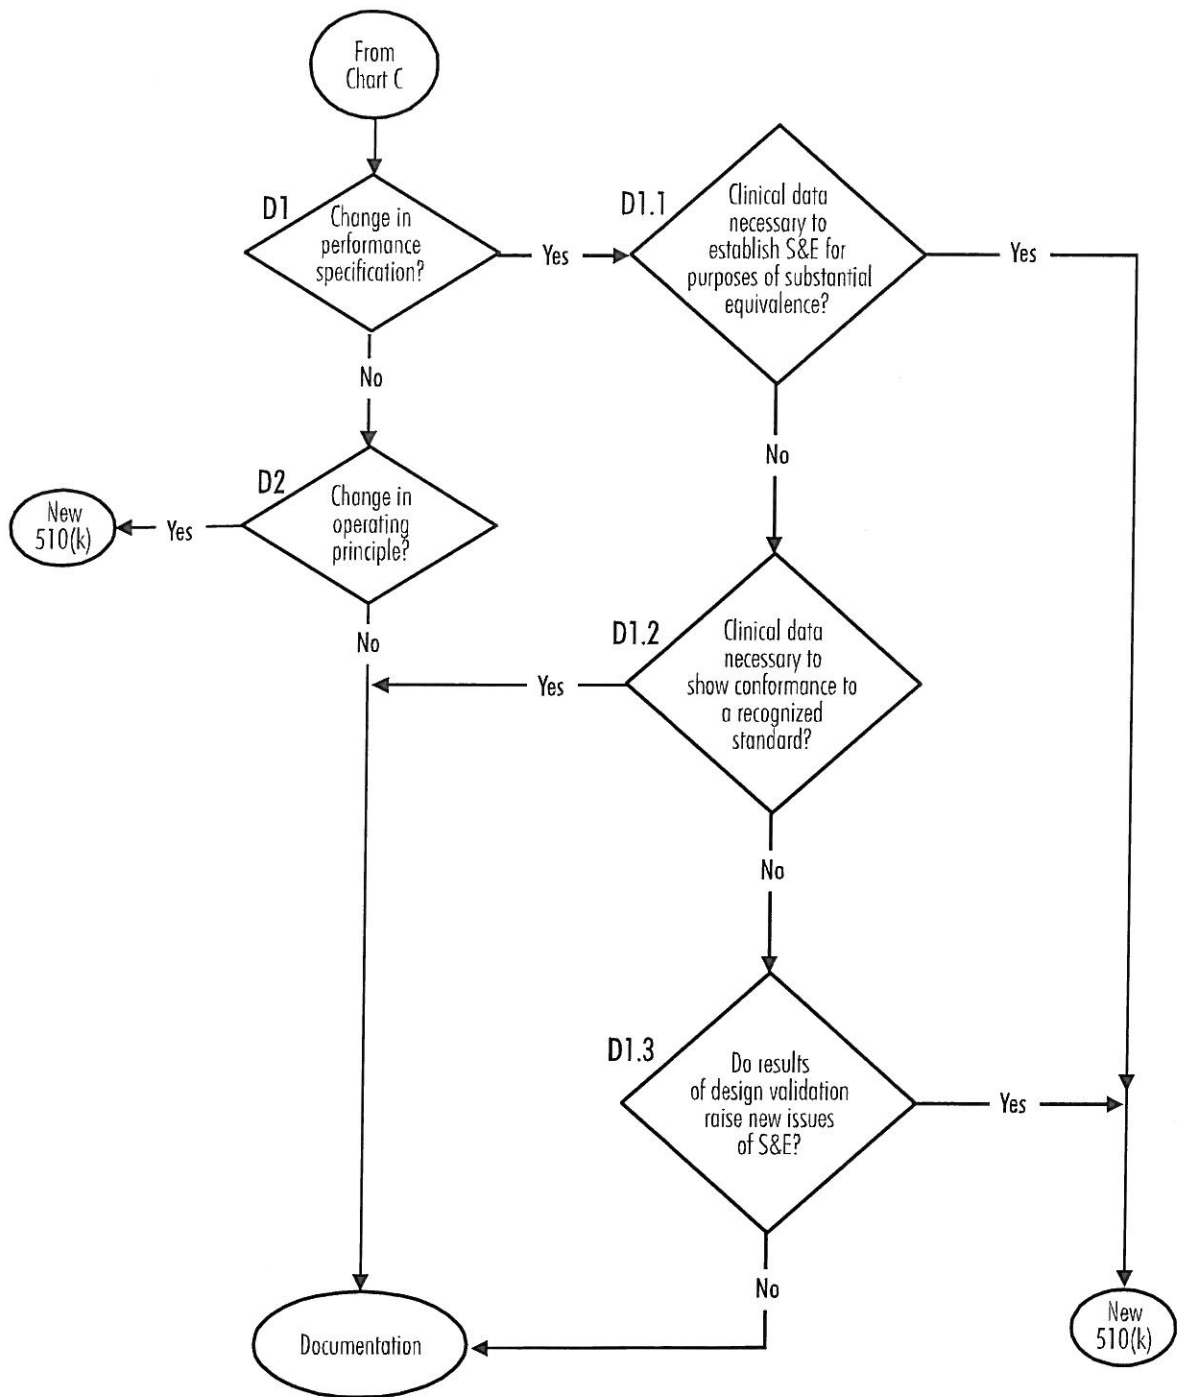 From
Chart C
D1
Change in
performance
specification?
Yes
D1.1
Clinical data
necessary to
establish S&E for
purposes of substantial
equivalence?
Yes
No
No
D2
Change in
operating
principle?
Yes
New
510(k)
No
D1.2
Clinical data
necessary to
show conformance to
a recognized
standard?
Yes
No
D1.3
Do results
of design validation
raise new issues
of S&E?
Yes
No
Documentation
New
510(k)